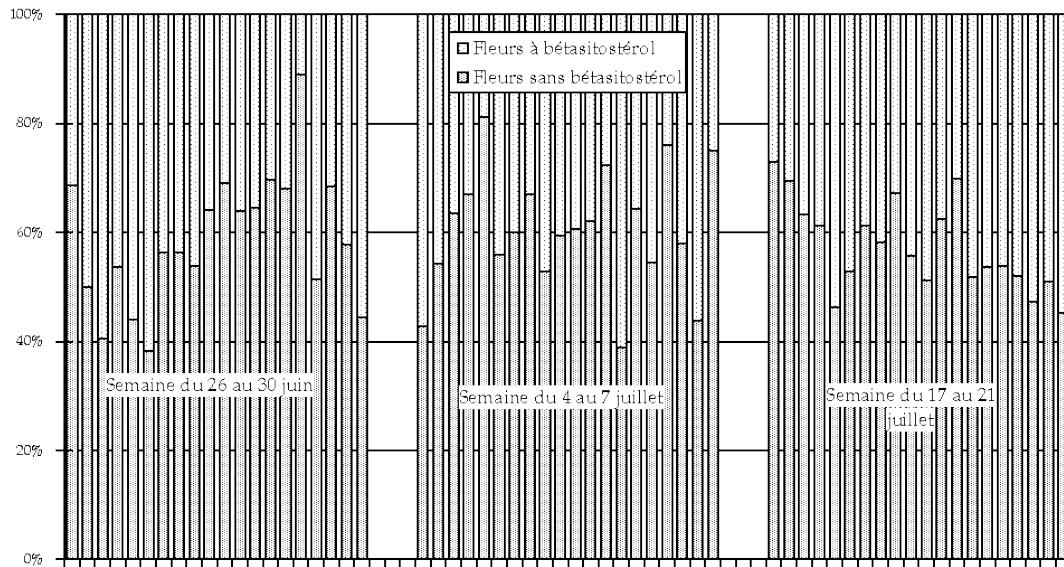 100%
Fleurs à bétasitostérol
Fleurs sans bétasitostérol
80%
60%
40%
Semaine du 26 au 30 juin
Semaine du 4 au 7 juillet
Semaine du 17 au 21
juillet
20%
0%